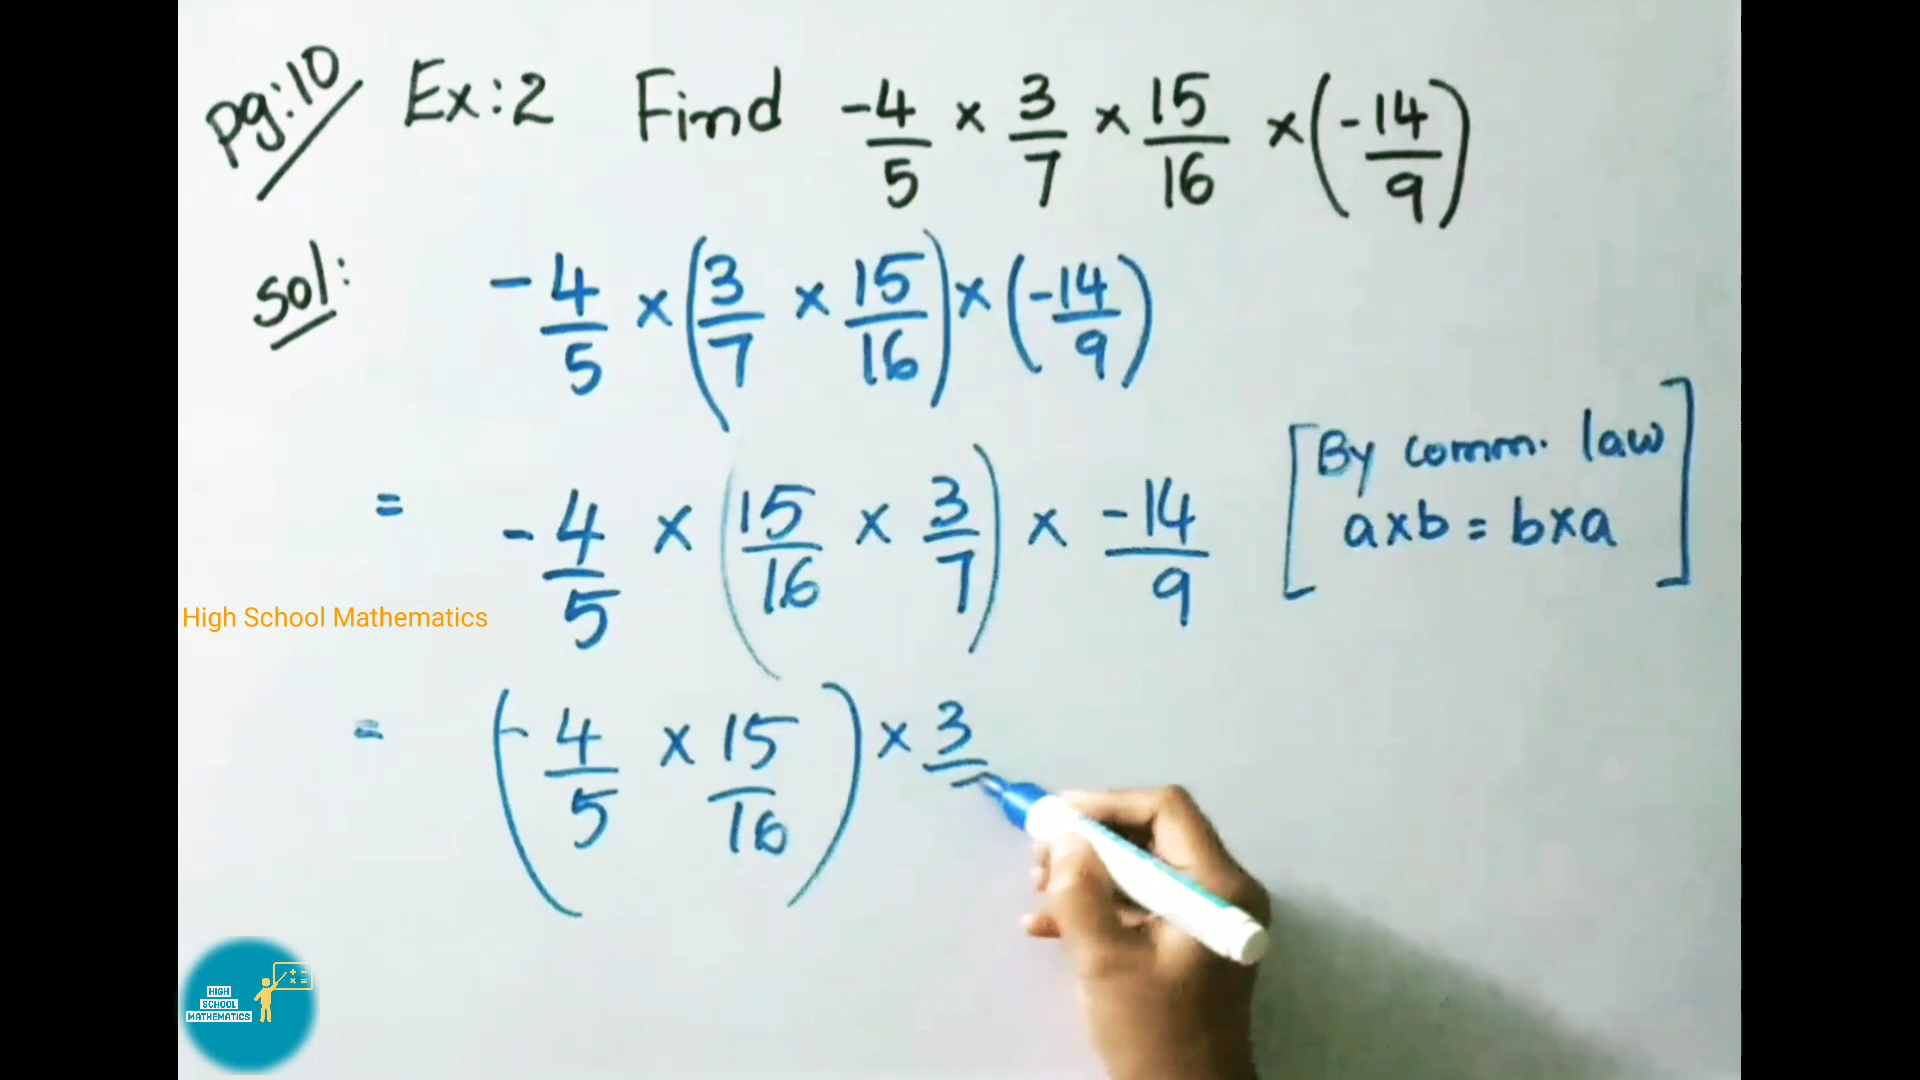 pg:10 Ex:2 Find -4/5 × 3/7 × 15/16 × (-14/9)
Sol: -4/5 × (3/7 × 15/16) × (-14/9)
= -4/5 × (15/16 × 3/7) × -14/9 [By comm. law
a×b = b×a]
High School Mathematics
= (-4/5 × 15/16) × 3
HIGH
SCHOOL
MATHEMATICS